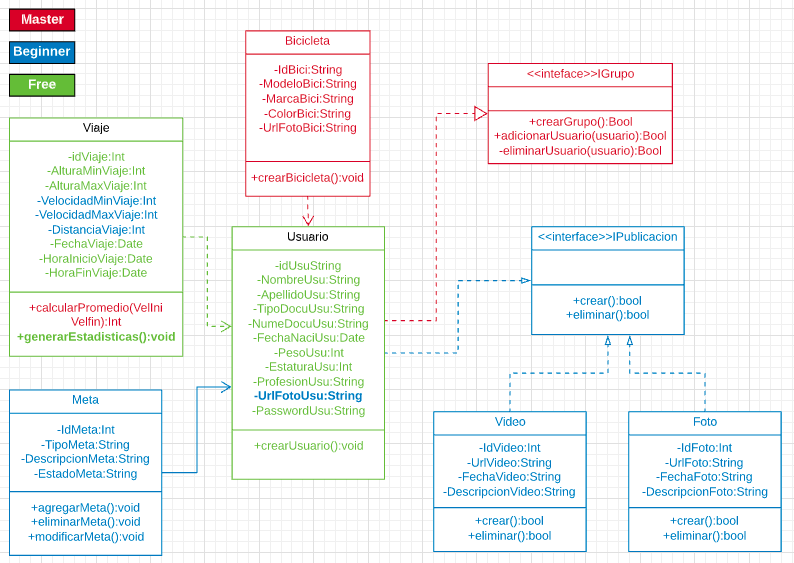 Master
Beginner
Free
Viaje
-idViaje:Int
-AlturaMinViaje:Int
-AlturaMaxViaje:Int
-VelocidadMinViaje:Int
-VelocidadMaxViaje:Int
-DistanciaViaje:Int
-FechaViaje:Date
-HoraInicioViaje:Date
-HoraFinViaje:Date
+calcularPromedio(VelIni
Velfin):Int
+generarEstadisticas():void
Meta
-IdMeta:Int
-TipoMeta:String
-DescripcionMeta:String
-EstadoMeta:String
+agregarMeta():void
+eliminarMeta():void
+modificarMeta():void
Bicicleta
-IdBici:String
-ModeloBici:String
-MarcaBici:String
-ColorBici:String
-UrlFotoBici:String
+crearBicicleta():void
Usuario
-idUsuString
-NombreUsu:String
-ApellidoUsu:String
-TipoDocuUsu:String
-NumeDocuUsu:String
-FechaNaciUsu:Date
-PesoUsu:Int
-EstaturaUsu:Int
-ProfesionUsu:String
-UrlFotoUsu:String
-PasswordUsu:String
+crearUsuario():void
<<inteface>>IGrupo
+crearGrupo():Bool
+adicionarUsuario(usuario):Bool
-eliminarUsuario(usuario):Bool
<<interface>>IPublicacion
+crear():bool
+eliminar():bool
Video
-IdVideo:Int
-UrlVideo:String
-FechaVideo:String
-DescripcionVideo:String
+crear():bool
+eliminar():bool
Foto
-IdFoto:Int
-UrlFoto:String
-FechaFoto:String
-DescripcionFoto:String
+crear():bool
+eliminar():bool